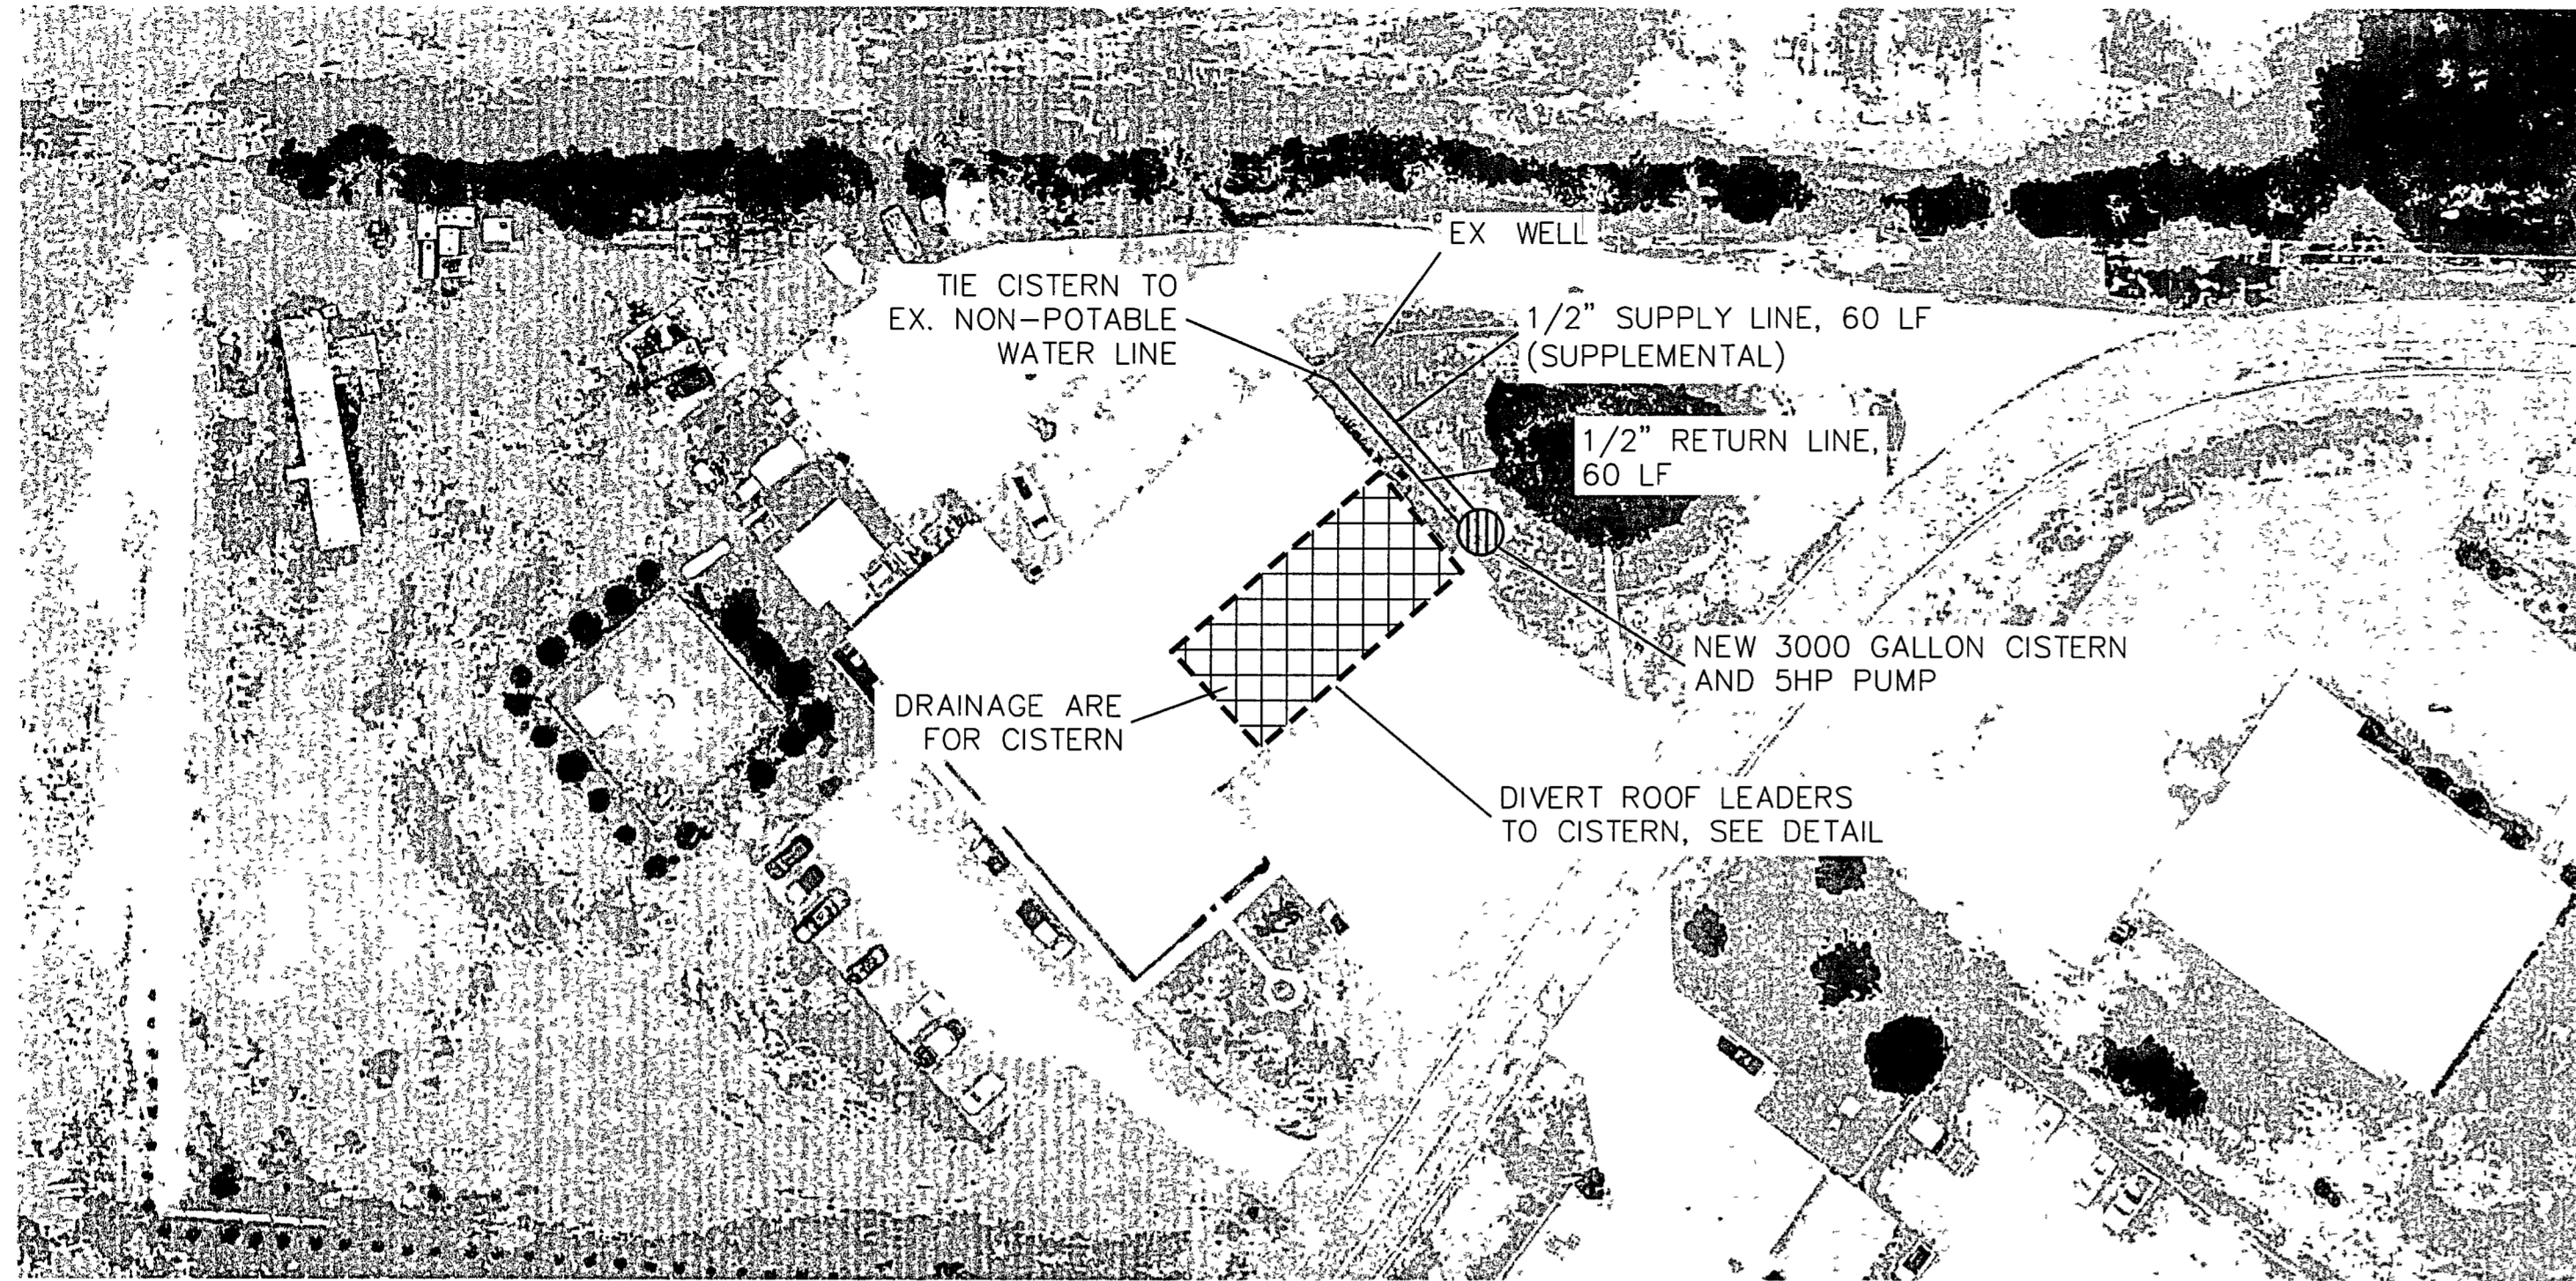 EX WELL
TIE CISTERN TO
EX. NON-POTABLE
WATER LINE
1/2" SUPPLY LINE, 60 LF
(SUPPLEMENTAL)
1/2" RETURN LINE,
60 LF
NEW 3000 GALLON CISTERN
AND 5HP PUMP
DRAINAGE ARE
FOR CISTERN
DIVERT ROOF LEADERS
TO CISTERN, SEE DETAIL